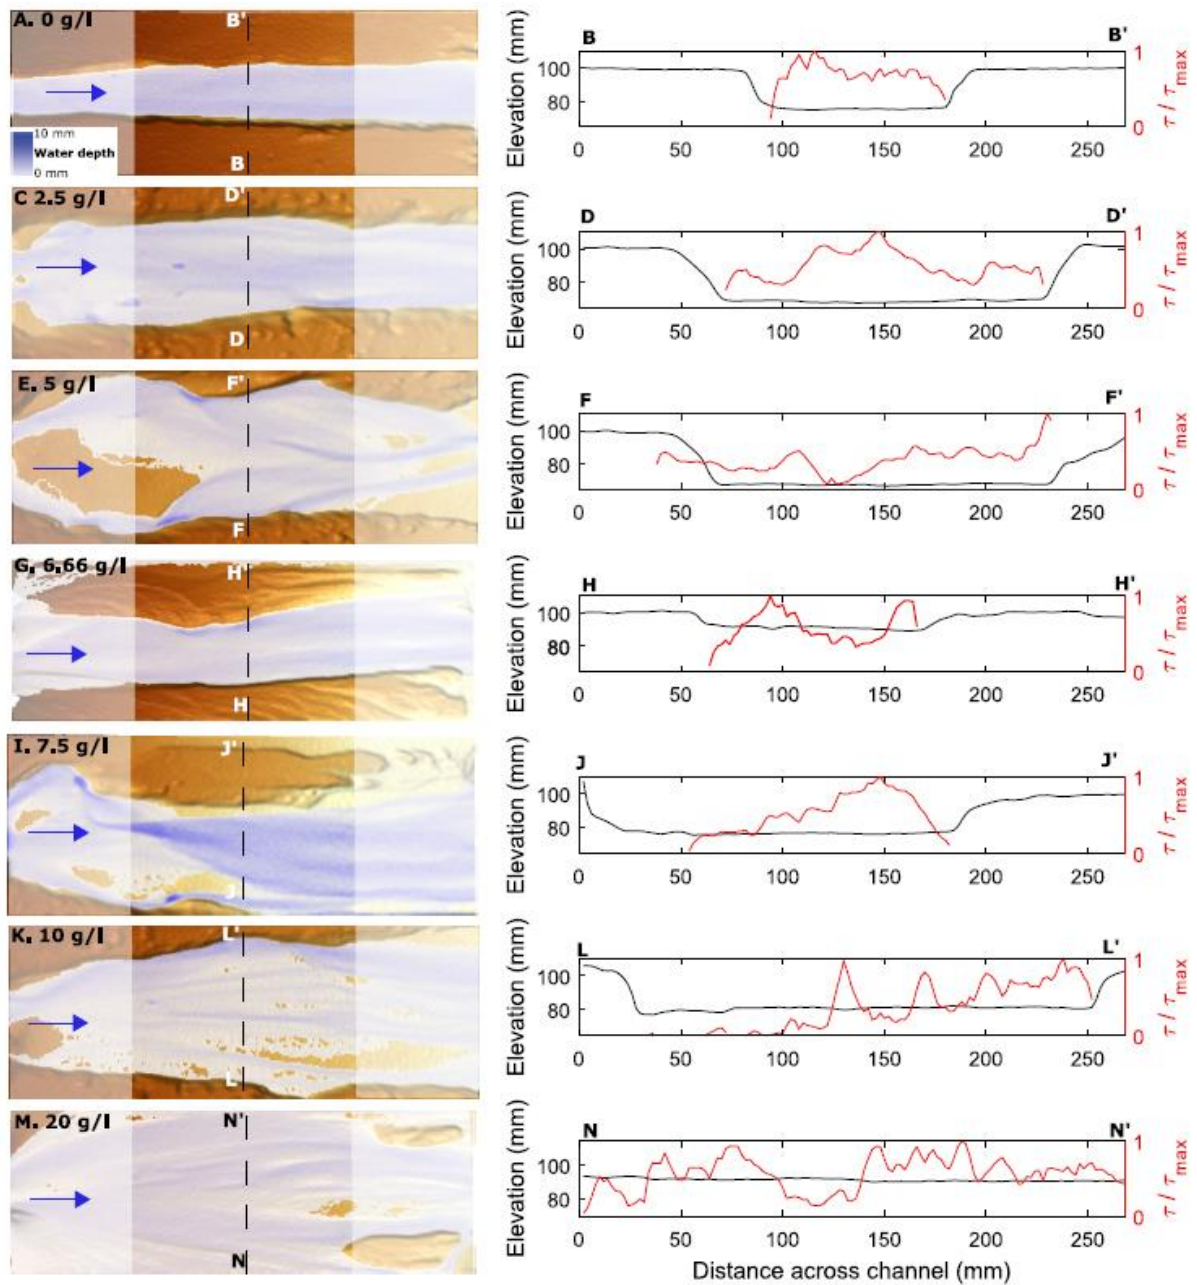 A. 0 g/l
B'
10 mm
Water depth
0 mm
B
C 2.5 g/l
D'
D
E. 5 g/l
F'
F
G. 6.66 g/l
H'
H
I. 7.5 g/l
J'
J
K. 10 g/l
L'
L
M. 20 g/l
N'
N
B B'
Elevation (mm)
100
80
0 50 100 150 200 250
1
0
τ / τmax
D D'
Elevation (mm)
100
80
0 50 100 150 200 250
1
0
τ / τmax
F F'
Elevation (mm)
100
80
0 50 100 150 200 250
1
0
τ / τmax
H H'
Elevation (mm)
100
80
0 50 100 150 200 250
1
0
τ / τmax
J J'
Elevation (mm)
100
80
0 50 100 150 200 250
1
0
τ / τmax
L L'
Elevation (mm)
100
80
0 50 100 150 200 250
1
0
τ / τmax
N N'
Elevation (mm)
100
80
0 50 100 150 200 250
1
0
τ / τmax
Distance across channel (mm)